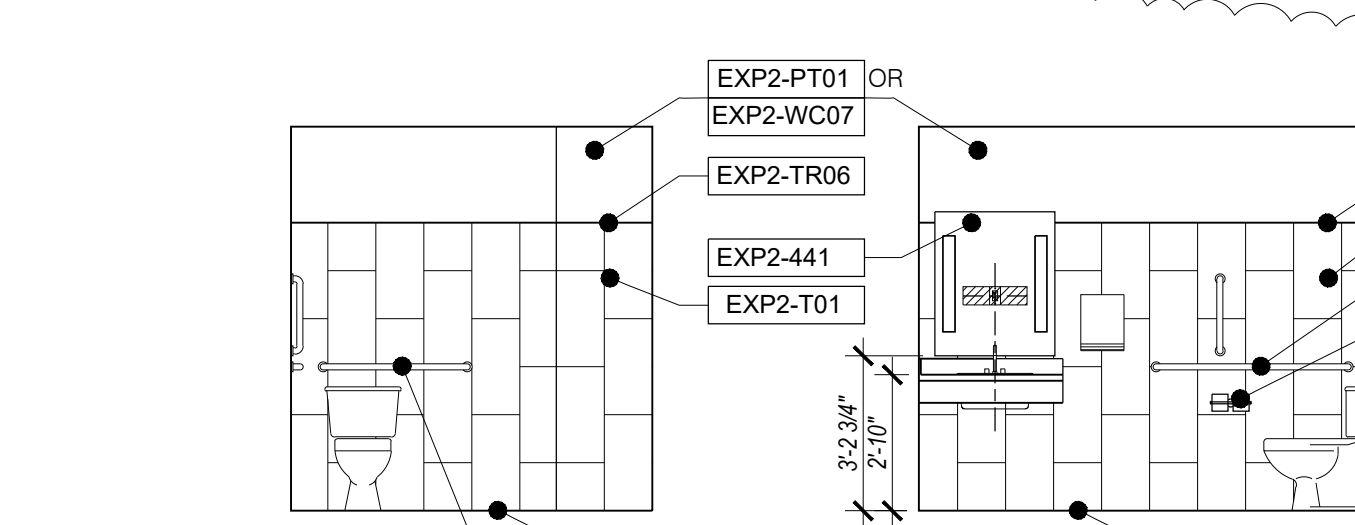 EXP2-PT01 OR
EXP2-WC07
EXP2-TR06
EXP2-441
EXP2-T01
3'-2 3/4"
2'-10"